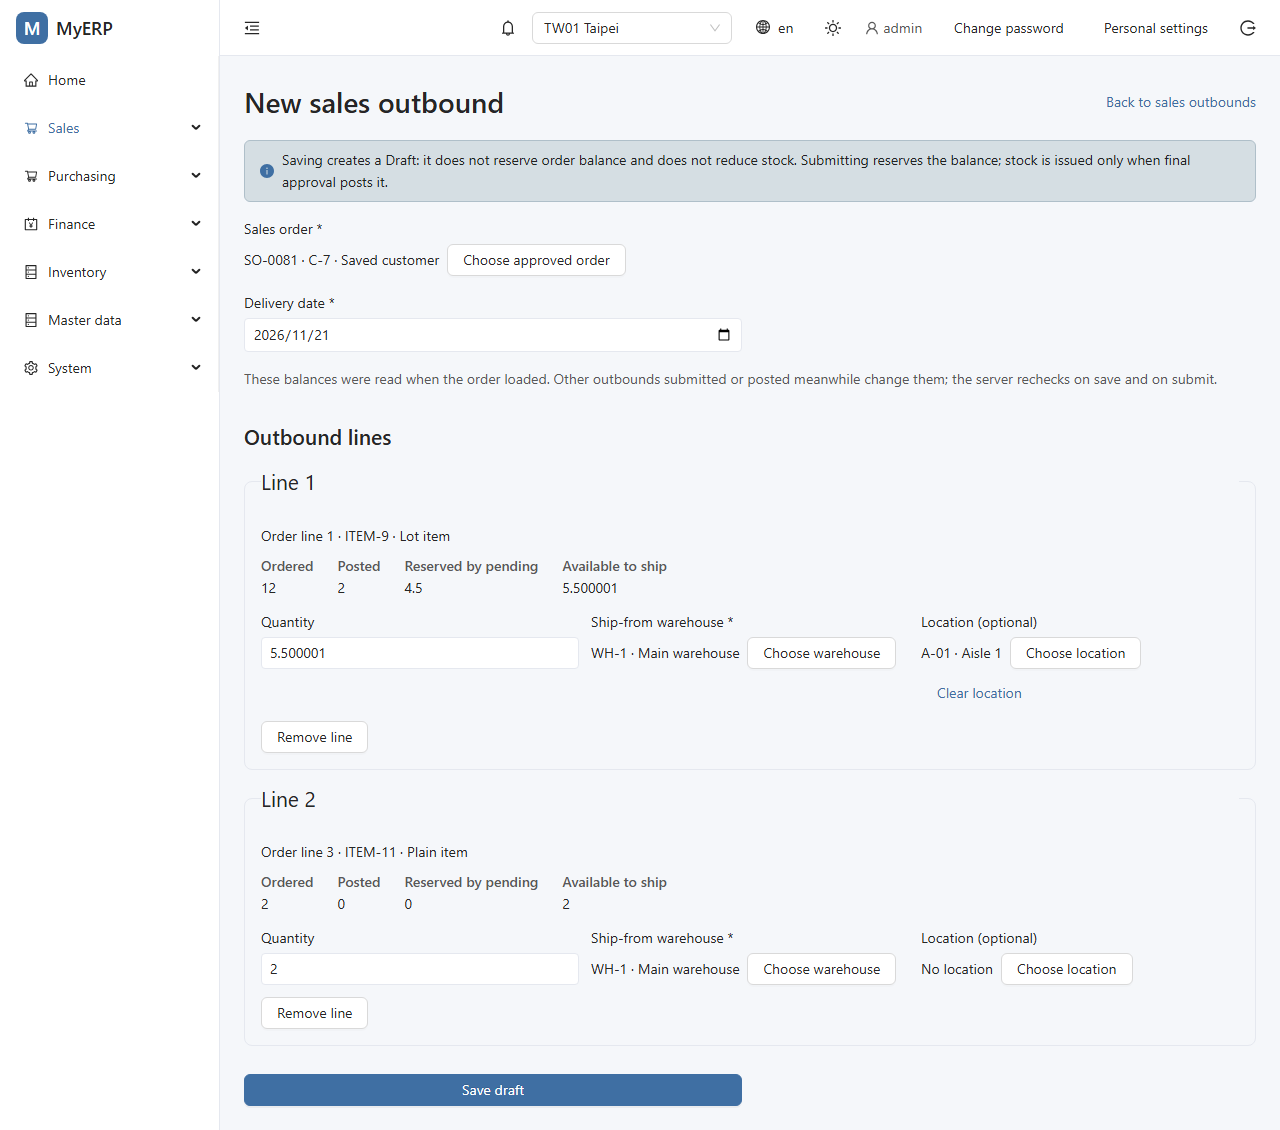 M MyERP
TW01 Taipei
en
admin
Change password
Personal settings
Home
Sales
Purchasing
Finance
Inventory
Master data
System
New sales outbound
Back to sales outbounds
Saving creates a Draft: it does not reserve order balance and does not reduce stock. Submitting reserves the balance; stock is issued only when final
approval posts it.
Sales order *
SO-0081 · C-7 · Saved customer
Choose approved order
Delivery date *
2026/11/21
These balances were read when the order loaded. Other outbounds submitted or posted meanwhile change them; the server rechecks on save and on submit.
Outbound lines
Line 1
Order line 1 · ITEM-9 · Lot item
Ordered Posted Reserved by pending Available to ship
12 2 4.5 5.500001
Quantity Ship-from warehouse * Location (optional)
5.500001 WH-1 · Main warehouse Choose warehouse A-01 · Aisle 1 Choose location
Clear location
Remove line
Line 2
Order line 3 · ITEM-11 · Plain item
Ordered Posted Reserved by pending Available to ship
2 0 0 2
Quantity Ship-from warehouse * Location (optional)
2 WH-1 · Main warehouse Choose warehouse No location Choose location
Remove line
Save draft